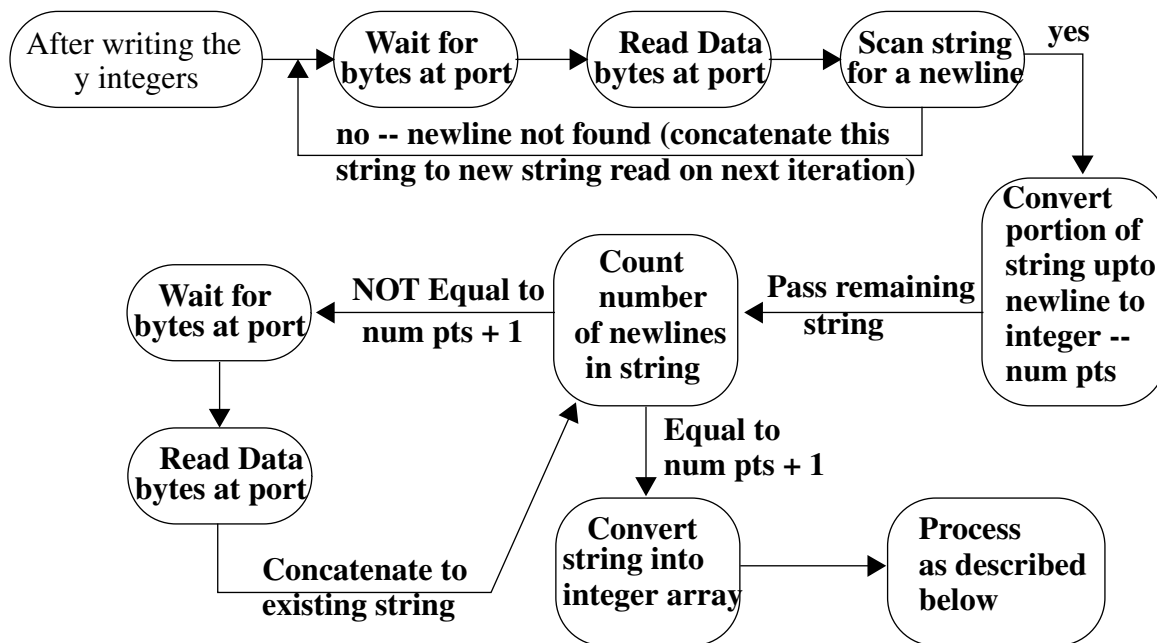 After writing the
y integers
Wait for
bytes at port
Read Data
bytes at port
Scan string
for a newline
yes
no -- newline not found (concatenate this
string to new string read on next iteration)
Convert
portion of
string upto
newline to
integer --
num pts
Pass remaining
string
Count
number
of newlines
in string
NOT Equal to
num pts + 1
Wait for
bytes at port
Read Data
bytes at port
Concatenate to
existing string
Equal to
num pts + 1
Convert
string into
integer array
Process
as described
below